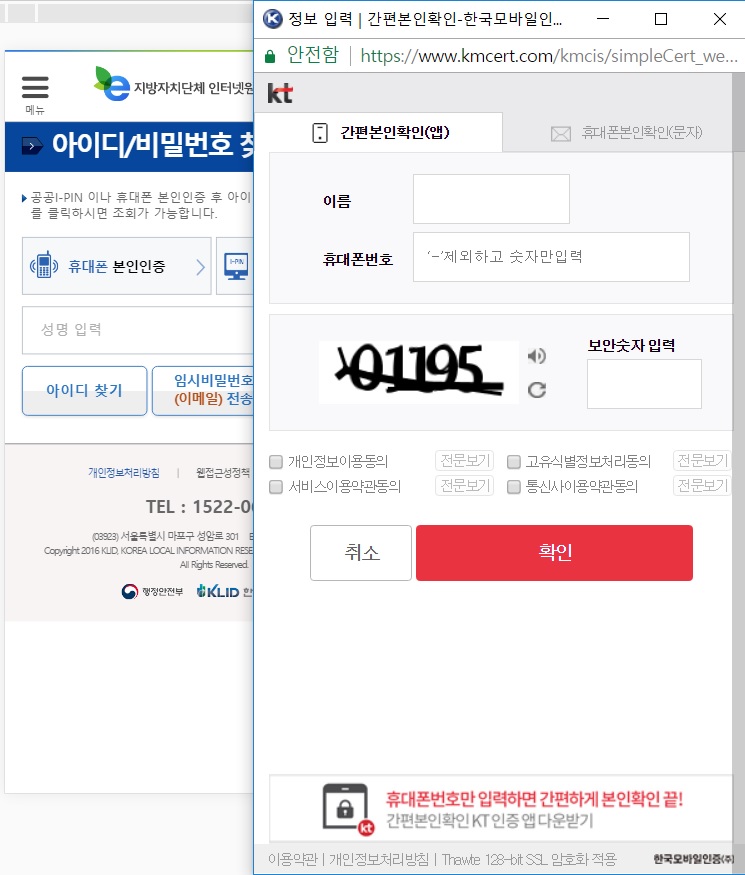 메뉴
지방자치단체 인터넷원
아이디/비밀번호 찾
공공I-PIN 이나 휴대폰 본인인증 후 아이
를 클릭하시면 조회가 가능합니다.
휴대폰 본인인증
I-PIN
성명 입력
아이디 찾기
임시비밀번호
(이메일) 전송
개인정보처리방침 | 웹접근성정책
TEL : 1522-0
(03923) 서울특별시 마포구 성암로 301
Copyright 2016 KLID, KOREA LOCAL INFORMATION RESE
All Rights Reserved.
행정안전부 KLID 한
정보 입력 | 간편본인확인-한국모바일인...
안전함 | https://www.kmcert.com/kmcis/simpleCert_we...
kt
간편본인확인(앱)
휴대폰본인확인(문자)
이름
휴대폰번호 '-'제외하고 숫자만입력
01195
보안숫자 입력
개인정보이용동의 전문보기 고유식별정보처리동의 전문보기
서비스이용약관동의 전문보기 통신사이용약관동의 전문보기
취소 확인
휴대폰번호만 입력하면 간편하게 본인확인 끝!
간편본인확인 KT 인증 앱 다운받기
kt
이용약관 | 개인정보처리방침 | Thawte 128-bit SSL 암호화 적용 한국모바일인증(주)